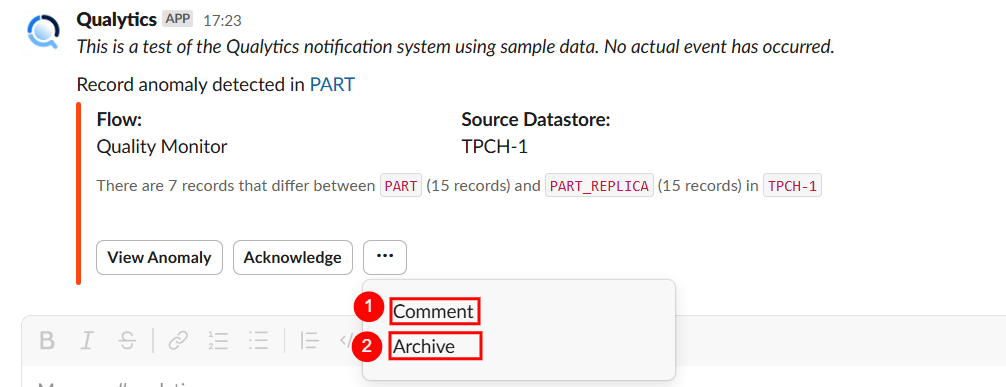 Qualytics APP 17:23
This is a test of the Qualytics notification system using sample data. No actual event has occurred.
Record anomaly detected in PART
Flow: Source Datastore:
Quality Monitor TPCH-1
There are 7 records that differ between PART (15 records) and PART_REPLICA (15 records) in TPCH-1
View Anomaly Acknowledge ...
1 Comment
2 Archive
B I S </